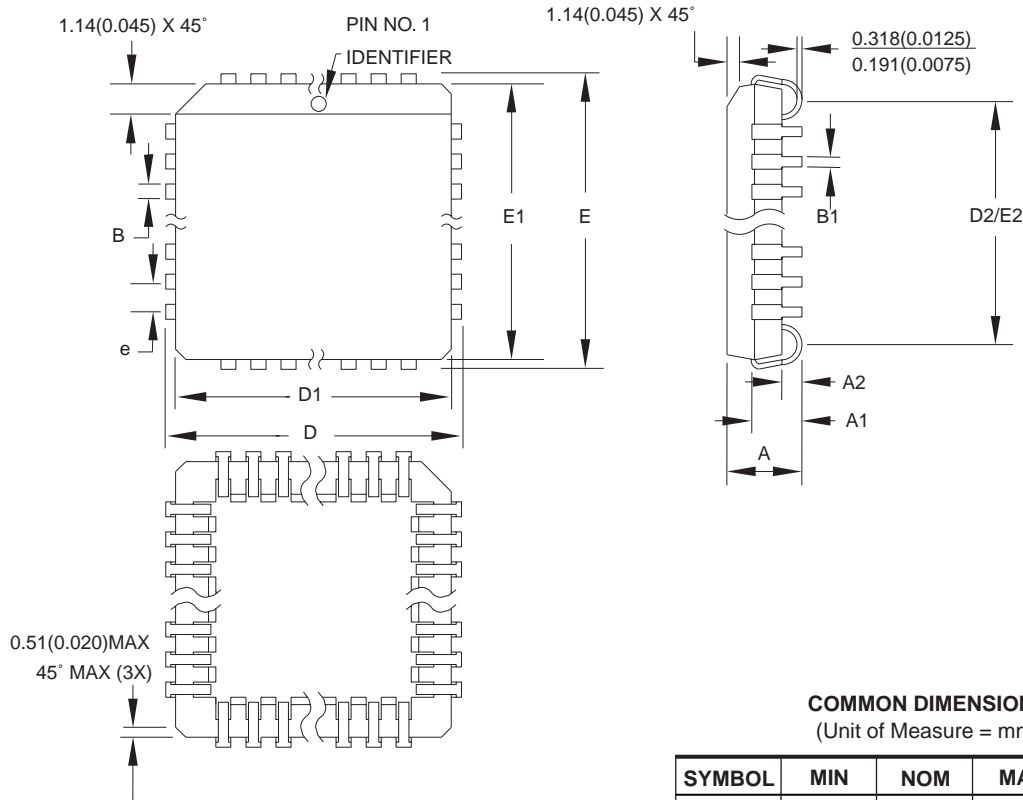 1.14(0.045) X 45˚
PIN NO. 1
IDENTIFIER
1.14(0.045) X 45˚
0.318(0.0125)
0.191(0.0075)
E1
E
B
e
B1
D2/E2
D1
D
A2
A1
A
0.51(0.020)MAX
45˚ MAX (3X)
COMMON DIMENSION
(Unit of Measure = m
SYMBOL MIN NOM MA